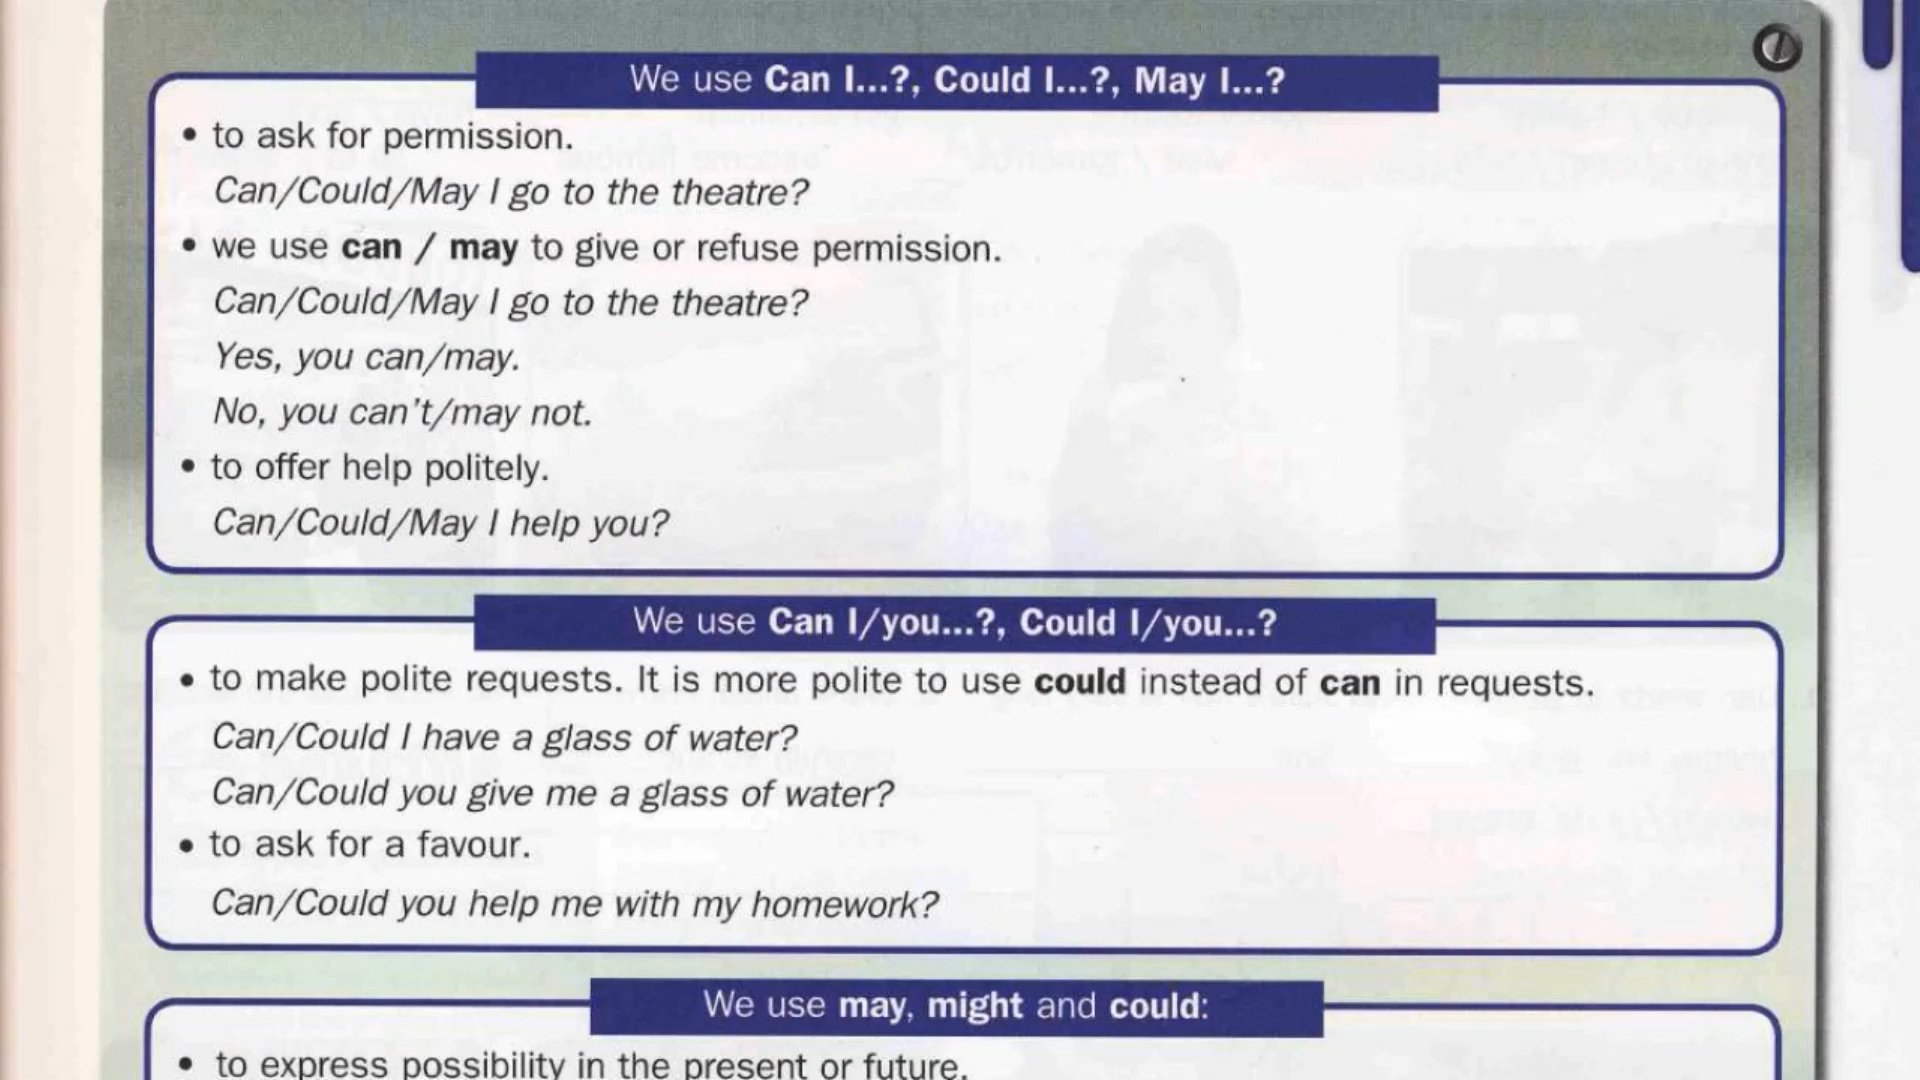 We use Can I...?, Could I...?, May I...?
• to ask for permission.
Can/Could/May I go to the theatre?
• we use can / may to give or refuse permission.
Can/Could/May I go to the theatre?
Yes, you can/may.
No, you can't/may not.
• to offer help politely.
Can/Could/May I help you?
We use Can I/you...?, Could I/you...?
• to make polite requests. It is more polite to use could instead of can in requests.
Can/Could I have a glass of water?
Can/Could you give me a glass of water?
• to ask for a favour.
Can/Could you help me with my homework?
We use may, might and could:
• to express possibility in the present or future.